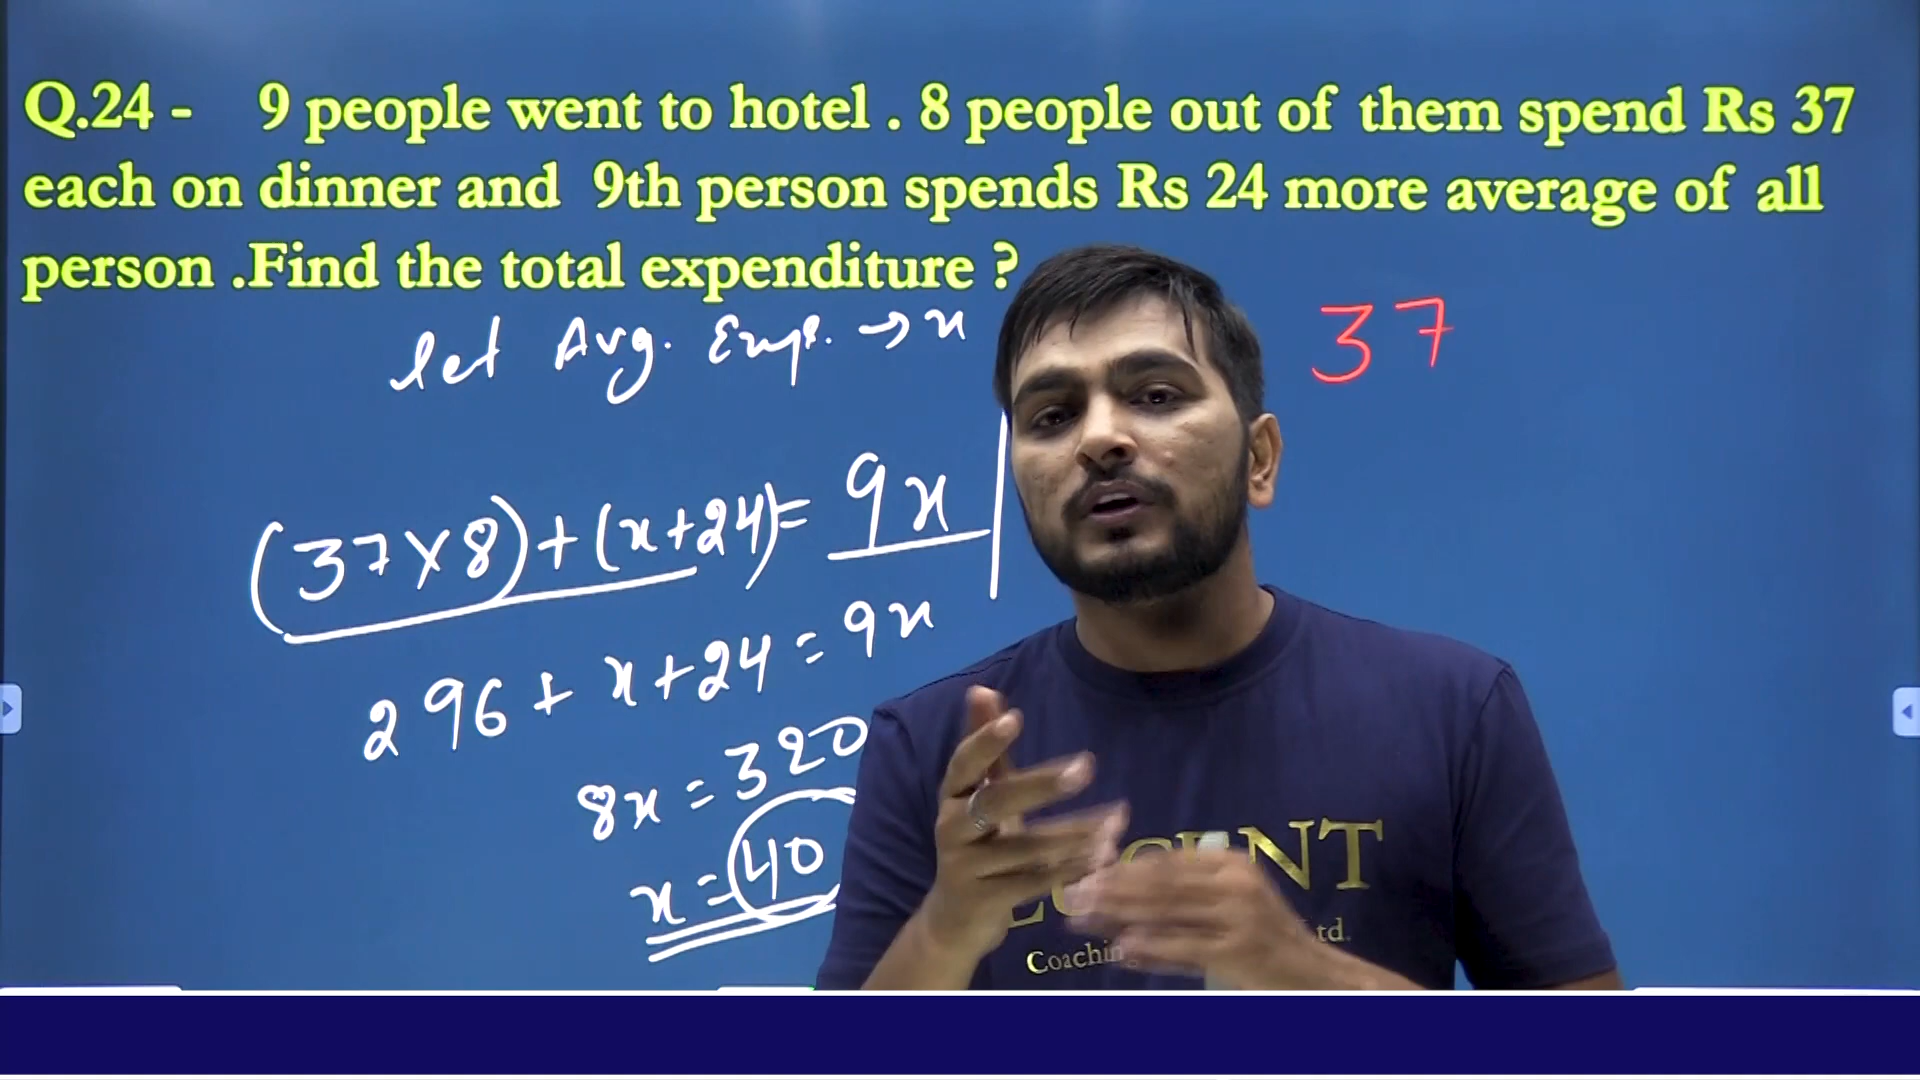 Q.24 - 9 people went to hotel . 8 people out of them spend Rs 37
each on dinner and 9th person spends Rs 24 more average of all
person .Find the total expenditure ?
let Avg. Exp. → x
37
(37×8)+(x+24)= 9x
296 + x+24 = 9x
8x = 320
x = 40
ENT
Coachin
Ltd.